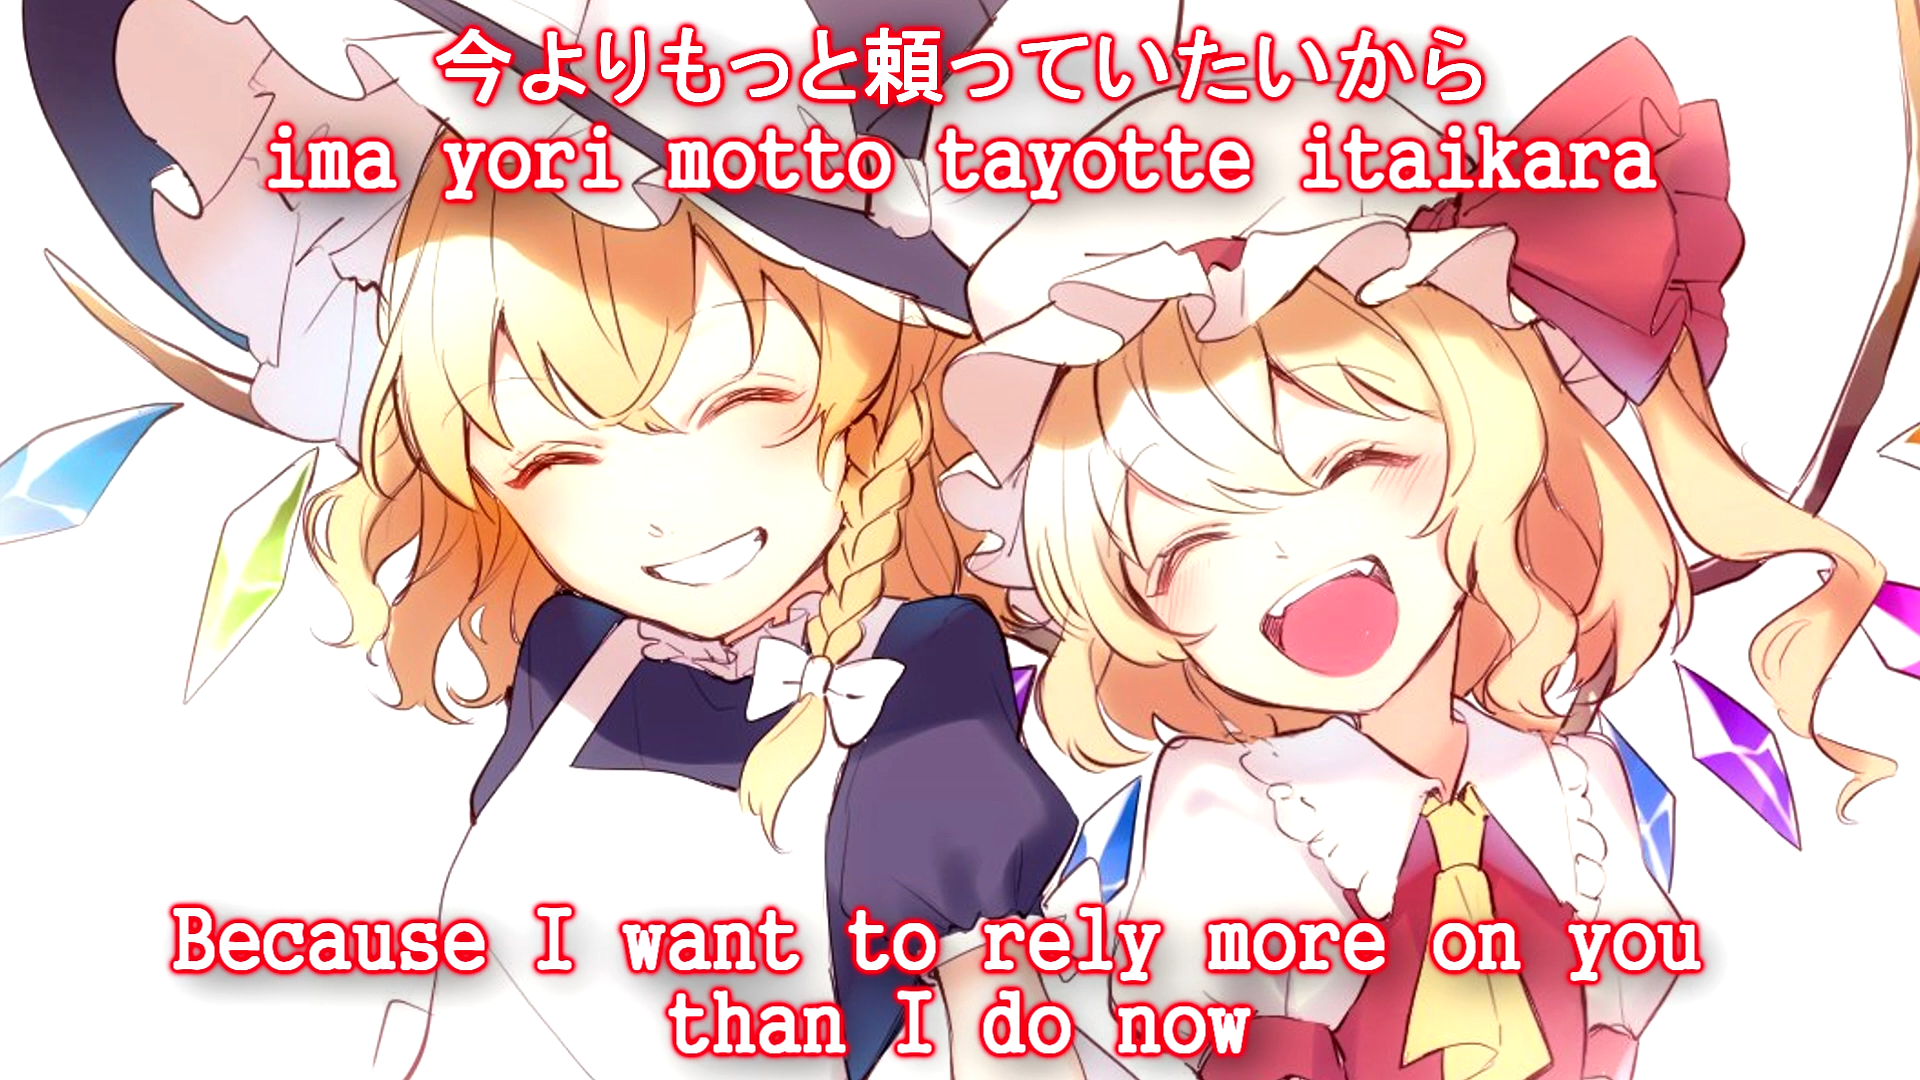 今よりもっと頼っていたいから
ima yori motto tayotte itaikara
Because I want to rely more on you
than I do now